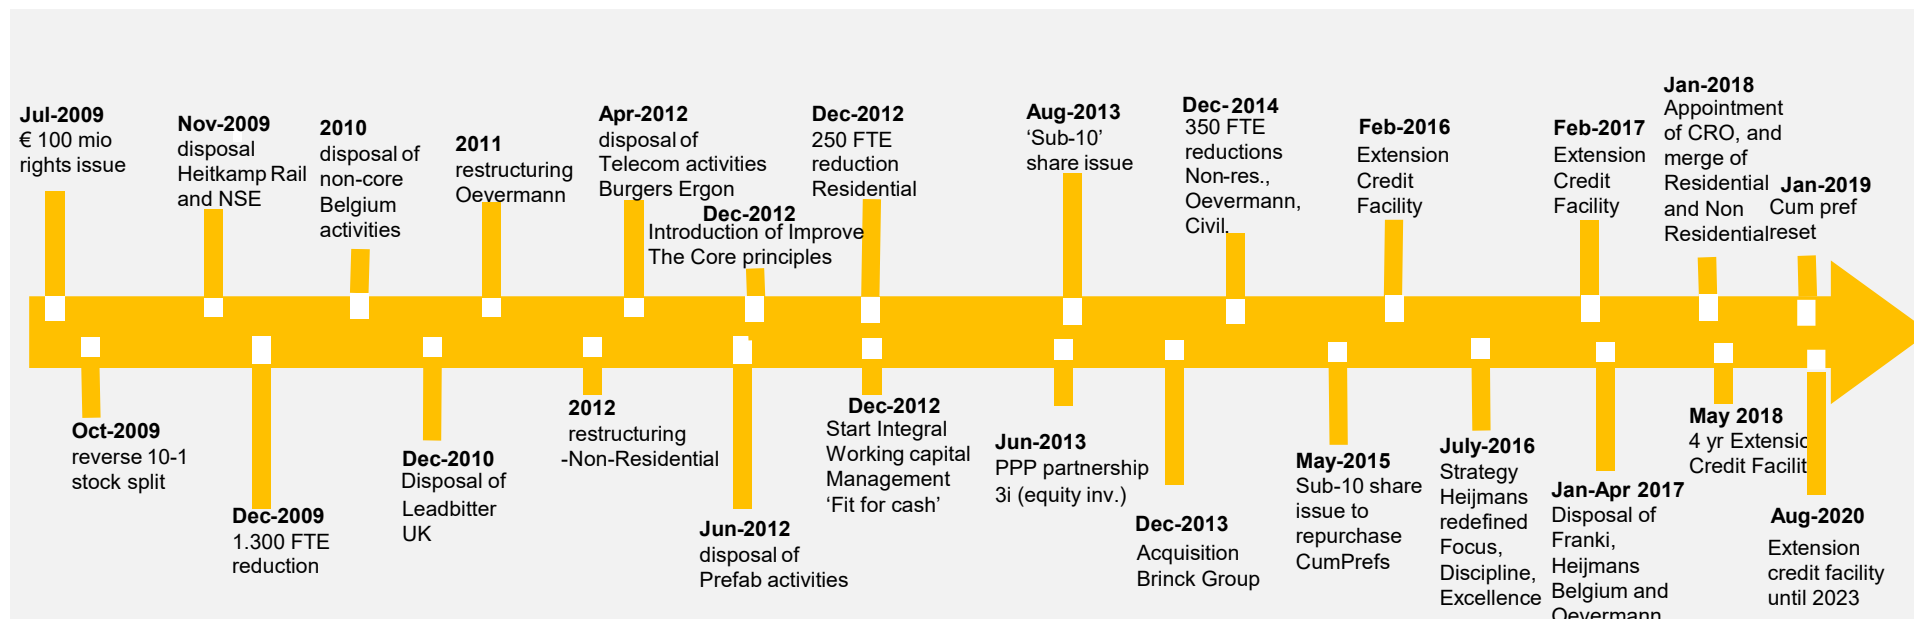 Jul-2009
€ 100 mio
rights issue
Nov-2009
disposal
Heitkamp Rail
and NSE
2010
disposal of
non-core
Belgium
activities
2011
restructuring
Oevermann
Apr-2012
disposal of
Telecom activities
Burgers Ergon
Dec-2012
Introduction of Improve
The Core principles
Dec-2012
250 FTE
reduction
Residential
Aug-2013
‘Sub-10’
share issue
Dec-2014
350 FTE
reductions
Non-res.,
Oevermann,
Civil.
Feb-2016
Extension
Credit
Facility
Feb-2017
Extension
Credit
Facility
Jan-2018
Appointment
of CRO, and
merge of
Residential
and Non
Residential
Jan-2019
Cum pref
reset
Oct-2009
reverse 10-1
stock split
Dec-2009
1.300 FTE
reduction
Dec-2010
Disposal of
Leadbitter
UK
2012
restructuring
-Non-Residential
Jun-2012
disposal of
Prefab activities
Dec-2012
Start Integral
Working capital
Management
‘Fit for cash’
Jun-2013
PPP partnership
3i (equity inv.)
Dec-2013
Acquisition
Brinck Group
May-2015
Sub-10 share
issue to
repurchase
CumPrefs
July-2016
Strategy
Heijmans
redefined
Focus,
Discipline,
Excellence
Jan-Apr 2017
Disposal of
Franki,
Heijmans
Belgium and
Oevermann
May 2018
4 yr Extensio
Credit Facilit
Aug-2020
Extension
credit facility
until 2023